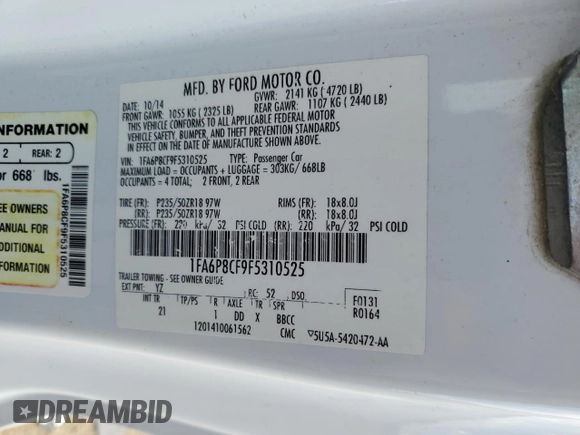 MFD. BY FORD MOTOR CO.
DATE: 10/14 GVWR: 2141 KG ( 4720 LB)
FRONT GAWR: 1055 KG ( 2325 LB) REAR GAWR: 1107 KG ( 2440 LB)
THIS VEHICLE CONFORMS TO ALL APPLICABLE FEDERAL MOTOR
VEHICLE SAFETY, BUMPER, AND THEFT PREVENTION STANDARDS
IN EFFECT ON THE DATE OF MANUFACTURE SHOWN
ABOVE.
VIN: 1FA6P8CF9F5310525 TYPE: Passenger Car
MAXIMUM LOAD = OCCUPANTS + LUGGAGE = 303KG/ 668LB
OCCUPANTS = 4 TOTAL; 2 FRONT, 2 REAR
TIRE(FR): P235/50ZR18 97W RIMS(FR): 18x8.0J
(RR): P235/50ZR18 97W (RR): 18x8.0J
PRESSURE(FR): 220 kPa/ 32 PSI COLD (RR): 220 kPa/ 32 PSI COLD
1FA6P8CF9F5310525
TRAILER TOWING - SEE OWNER GUIDE
EXT PNT: YZ RC: 52 DSO: F0131
INT TR TP/PS R AXLE TR SPR R0164
21 1 DD X BBCC
1201410061562 CMC 5U5A-5420472-AA
INFORMATION
2 REAR: 2
or 668 lbs.
SEE OWNERS
MANUAL FOR
ADDITIONAL
INFORMATION
1FA6P8CF9F5310525
DREAMBID